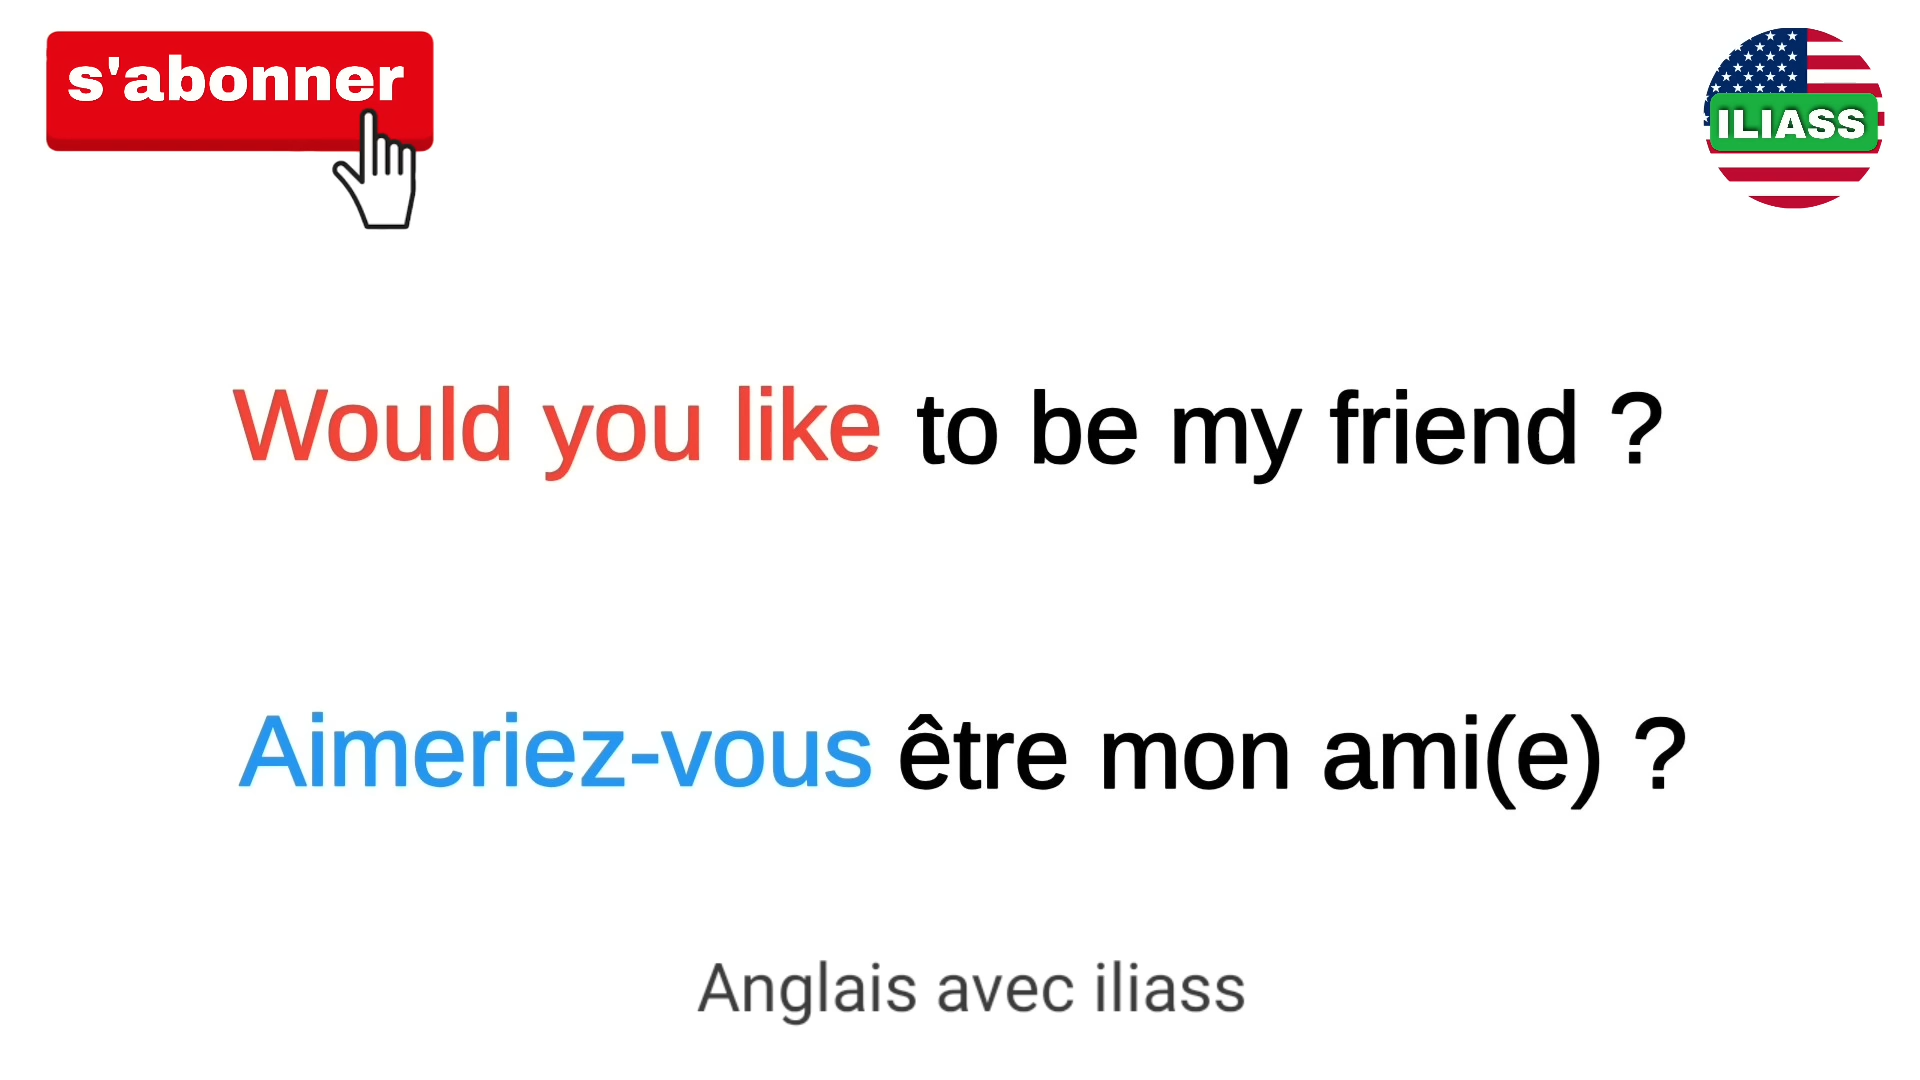 s'abonner
ILIASS
Would you like to be my friend ?
Aimeriez-vous être mon ami(e) ?
Anglais avec iliass